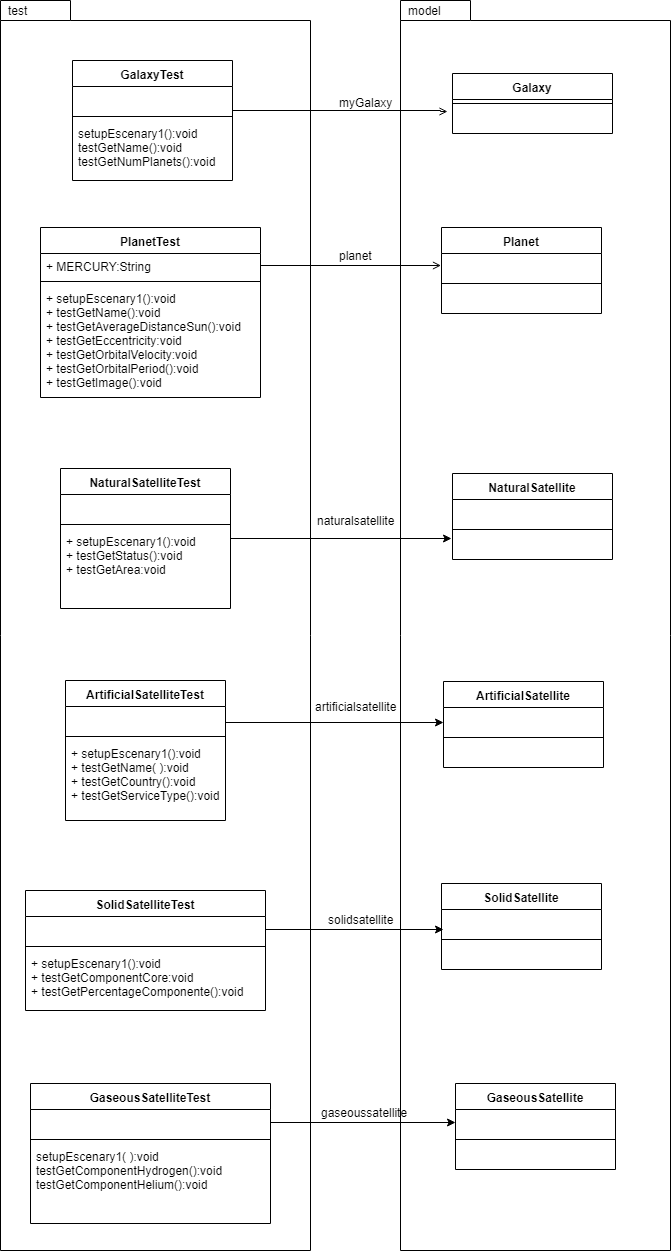 test
model
GalaxyTest
setupEscenary1():void
testGetName():void
testGetNumPlanets():void
myGalaxy
Galaxy
PlanetTest
+ MERCURY:String
+ setupEscenary1():void
+ testGetName():void
+ testGetAverageDistanceSun():void
+ testGetEccentricity:void
+ testGetOrbitalVelocity:void
+ testGetOrbitalPeriod():void
+ testGetImage():void
planet
Planet
NaturalSatelliteTest
+ setupEscenary1():void
+ testGetStatus():void
+ testGetArea:void
naturalsatellite
NaturalSatellite
ArtificialSatelliteTest
+ setupEscenary1():void
+ testGetName( ):void
+ testGetCountry():void
+ testGetServiceType():void
artificialsatellite
ArtificialSatellite
SolidSatelliteTest
+ setupEscenary1():void
+ testGetComponentCore:void
+ testGetPercentageComponente():void
solidsatellite
SolidSatellite
GaseousSatelliteTest
setupEscenary1( ):void
testGetComponentHydrogen():void
testGetComponentHelium():void
gaseoussatellite
GaseousSatellite